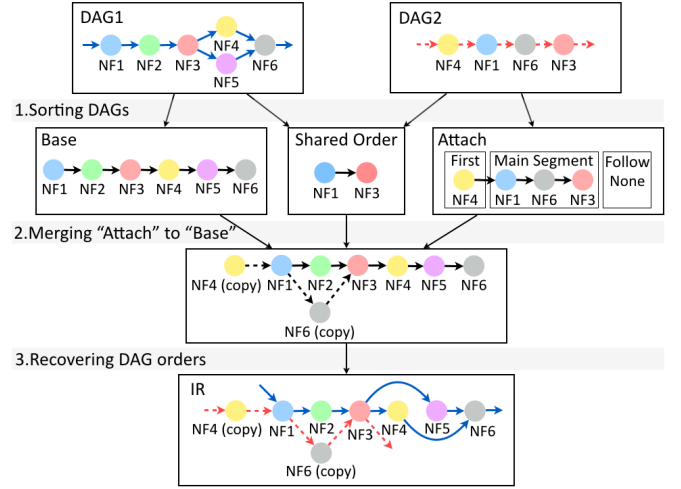 DAG1
NF1 NF2 NF3 NF4 NF5 NF6
DAG2
NF4 NF1 NF6 NF3
1.Sorting DAGs
Base
NF1 NF2 NF3 NF4 NF5 NF6
Shared Order
NF1 NF3
Attach
First Main Segment Follow
None
NF4 NF1 NF6 NF3
2.Merging “Attach” to “Base”
NF4 (copy) NF1 NF2 NF3 NF4 NF5 NF6
NF6 (copy)
3.Recovering DAG orders
IR
NF4 (copy) NF1 NF2 NF3 NF4 NF5 NF6
NF6 (copy)